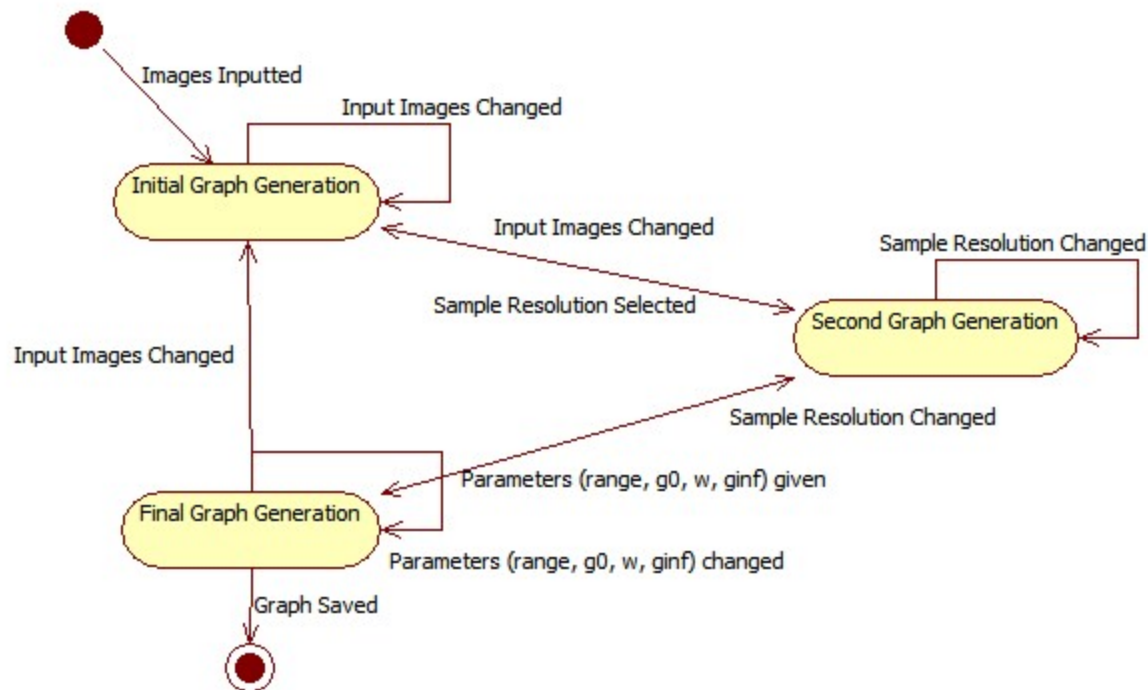 Images Inputted
Input Images Changed
Initial Graph Generation
Input Images Changed
Sample Resolution Changed
Sample Resolution Selected
Second Graph Generation
Input Images Changed
Sample Resolution Changed
Parameters (range, g0, w, ginf) given
Final Graph Generation
Parameters (range, g0, w, ginf) changed
Graph Saved